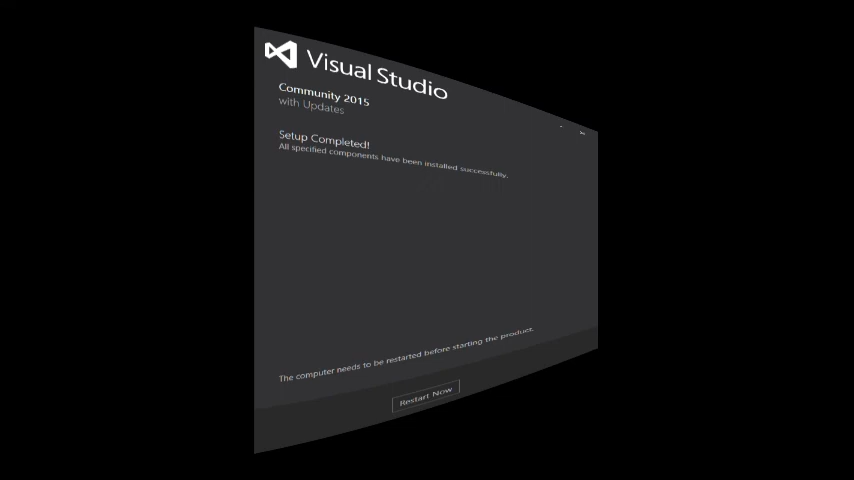 Visual Studio
Community 2015
with Updates
Setup Completed!
All specified components have been installed successfully.
The computer needs to be restarted before starting the product.
Restart Now